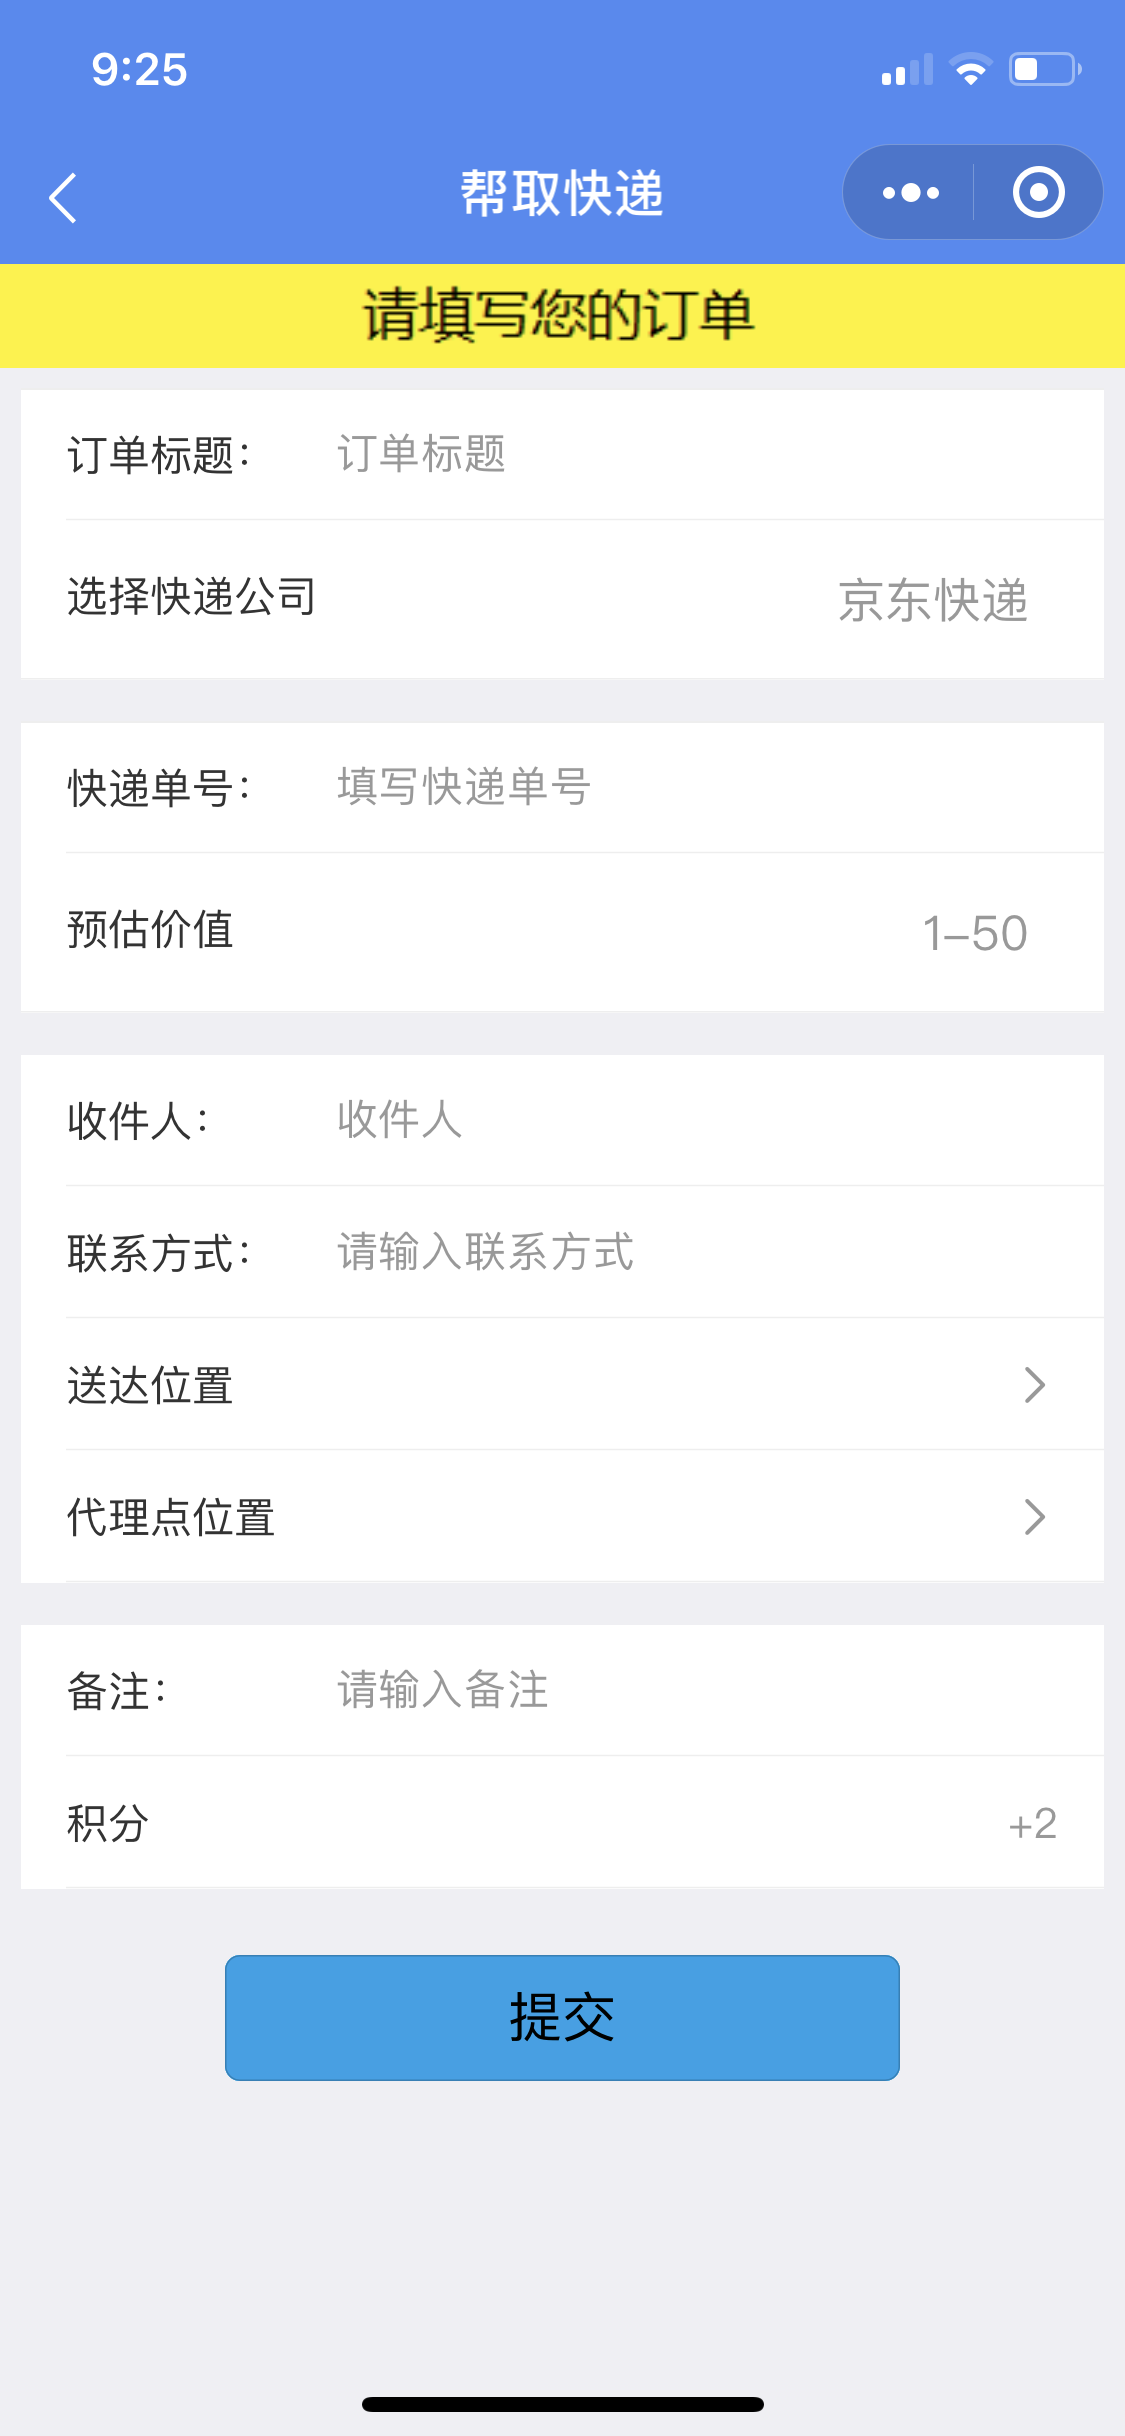 9:25
帮取快递
请填写您的订单
订单标题： 订单标题
选择快递公司 京东快递
快递单号： 填写快递单号
预估价值 1-50
收件人： 收件人
联系方式： 请输入联系方式
送达位置
代理点位置
备注： 请输入备注
积分 +2
提交